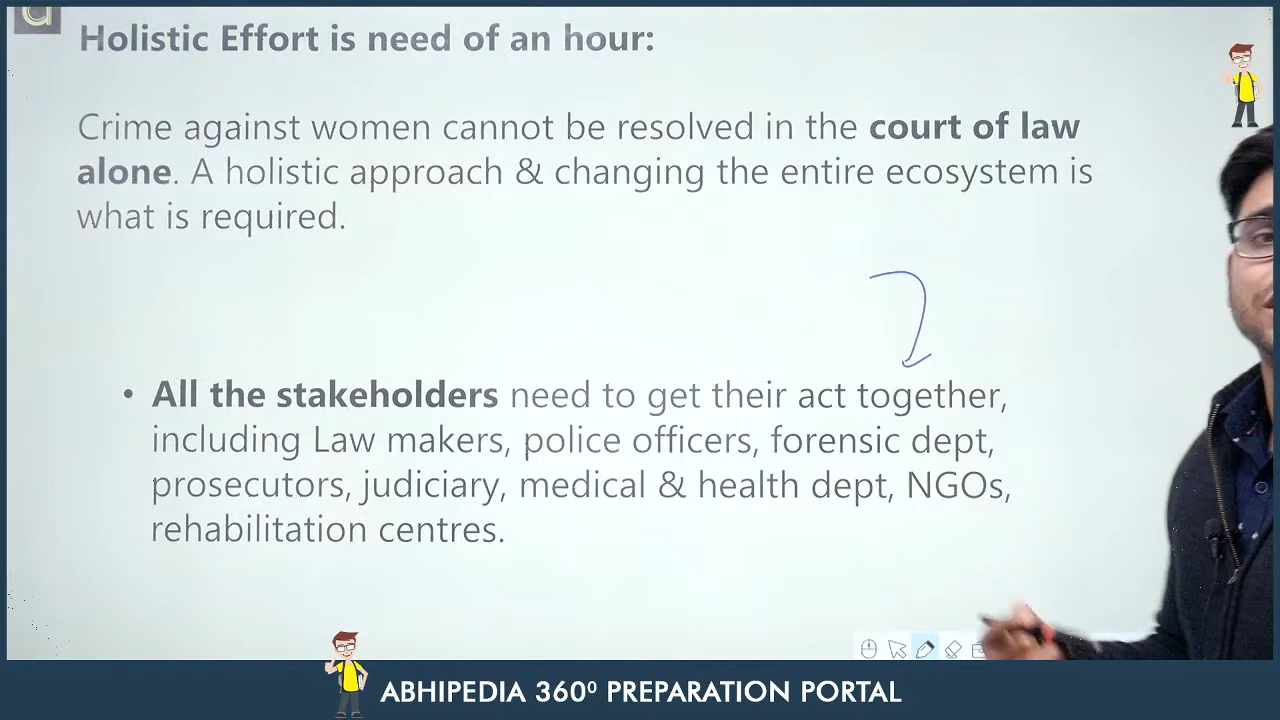 Holistic Effort is need of an hour:
Crime against women cannot be resolved in the court of law
alone. A holistic approach & changing the entire ecosystem is
what is required.
• All the stakeholders need to get their act together,
including Law makers, police officers, forensic dept,
prosecutors, judiciary, medical & health dept, NGOs,
rehabilitation centres.
ABHIPEDIA 360⁰ PREPARATION PORTAL